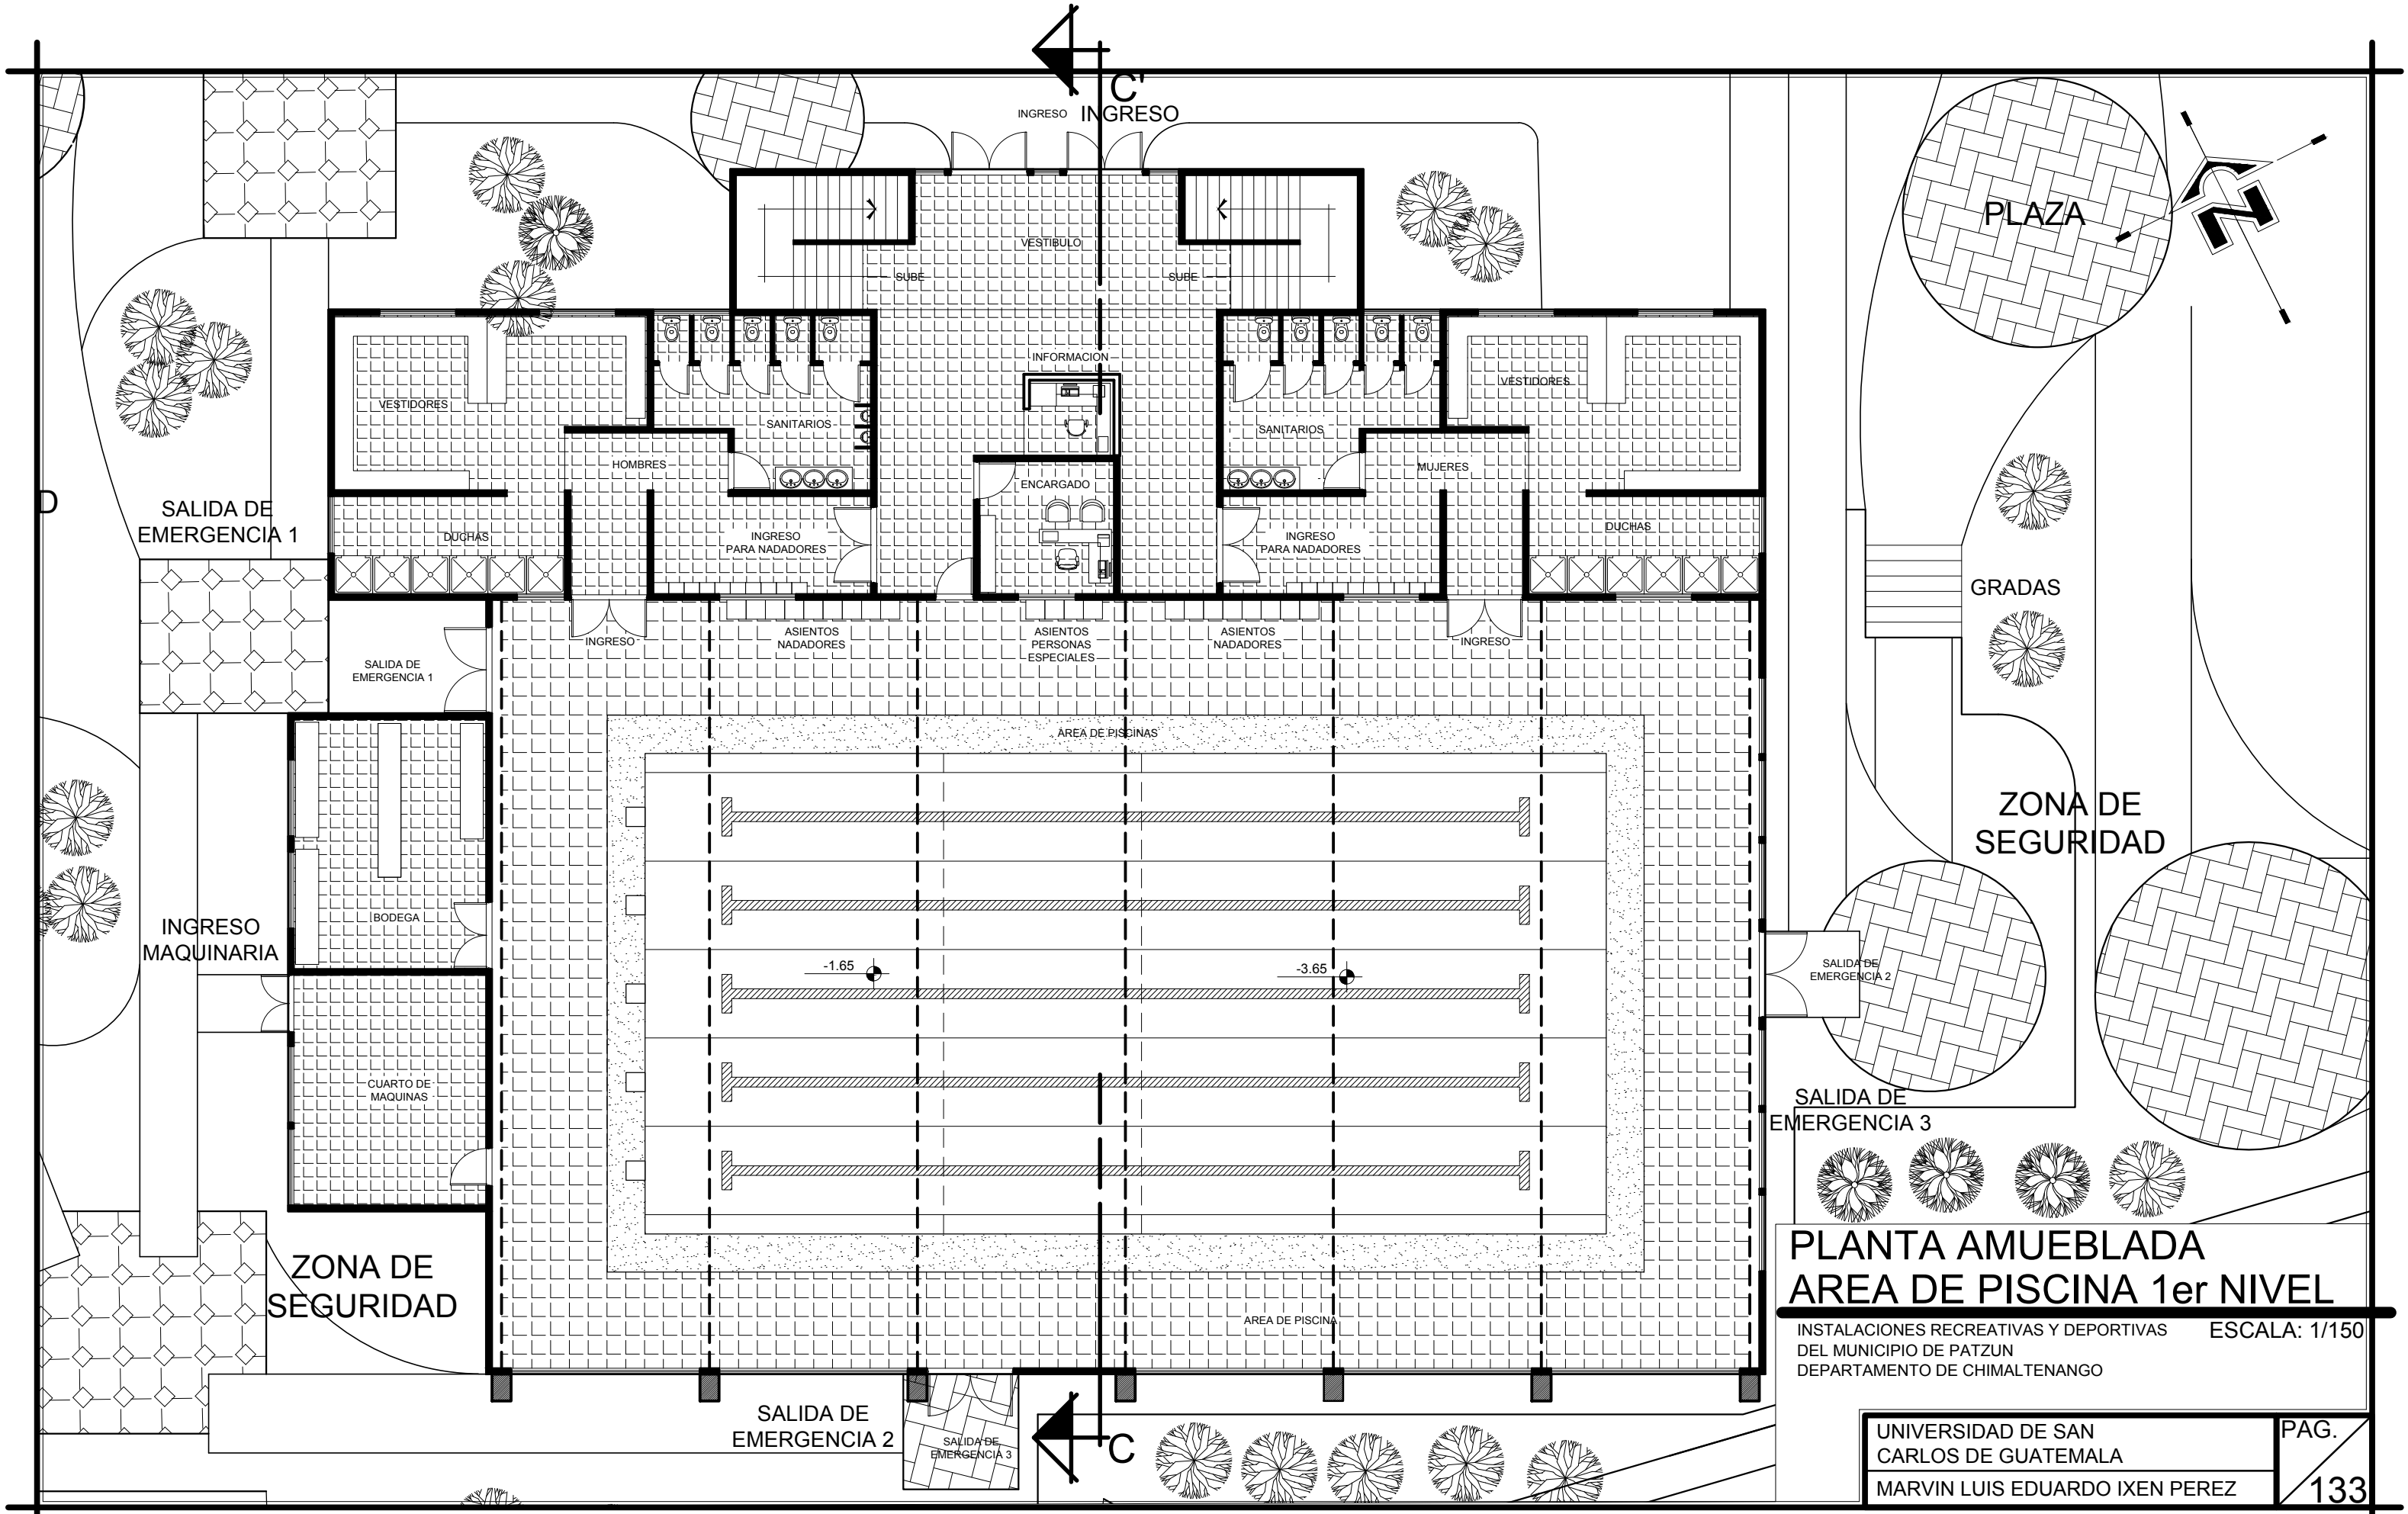 C'
INGRESO
INGRESO
PLAZA
N
VESTIBULO
SUBE
SUBE
INFORMACION
VESTIDORES
VESTIDORES
SANITARIOS
SANITARIOS
HOMBRES
MUJERES
ENCARGADO
D
SALIDA DE
EMERGENCIA 1
DUCHAS
DUCHAS
INGRESO
PARA NADADORES
INGRESO
PARA NADADORES
GRADAS
INGRESO
ASIENTOS
NADADORES
ASIENTOS
PERSONAS
ESPECIALES
ASIENTOS
NADADORES
INGRESO
SALIDA DE
EMERGENCIA 1
AREA DE PISCINAS
ZONA DE
SEGURIDAD
BODEGA
INGRESO
MAQUINARIA
-1.65
-3.65
SALIDA DE
EMERGENCIA 2
CUARTO DE
MAQUINAS
SALIDA DE
EMERGENCIA 3
ZONA DE
SEGURIDAD
AREA DE PISCINA
SALIDA DE
EMERGENCIA 2
SALIDA DE
EMERGENCIA 3
C
PLANTA AMUEBLADA
AREA DE PISCINA 1er NIVEL
INSTALACIONES RECREATIVAS Y DEPORTIVAS
DEL MUNICIPIO DE PATZUN
DEPARTAMENTO DE CHIMALTENANGO
ESCALA: 1/150
UNIVERSIDAD DE SAN
CARLOS DE GUATEMALA
MARVIN LUIS EDUARDO IXEN PEREZ
PAG.
133